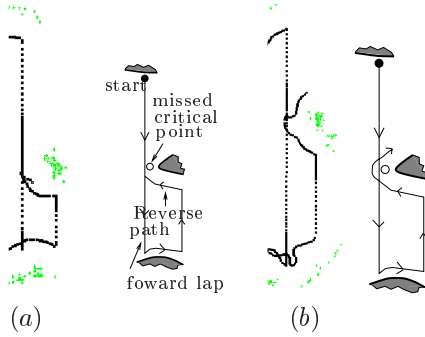 start
missed
critical
point
Reverse
path
foward lap
(a)
(b)